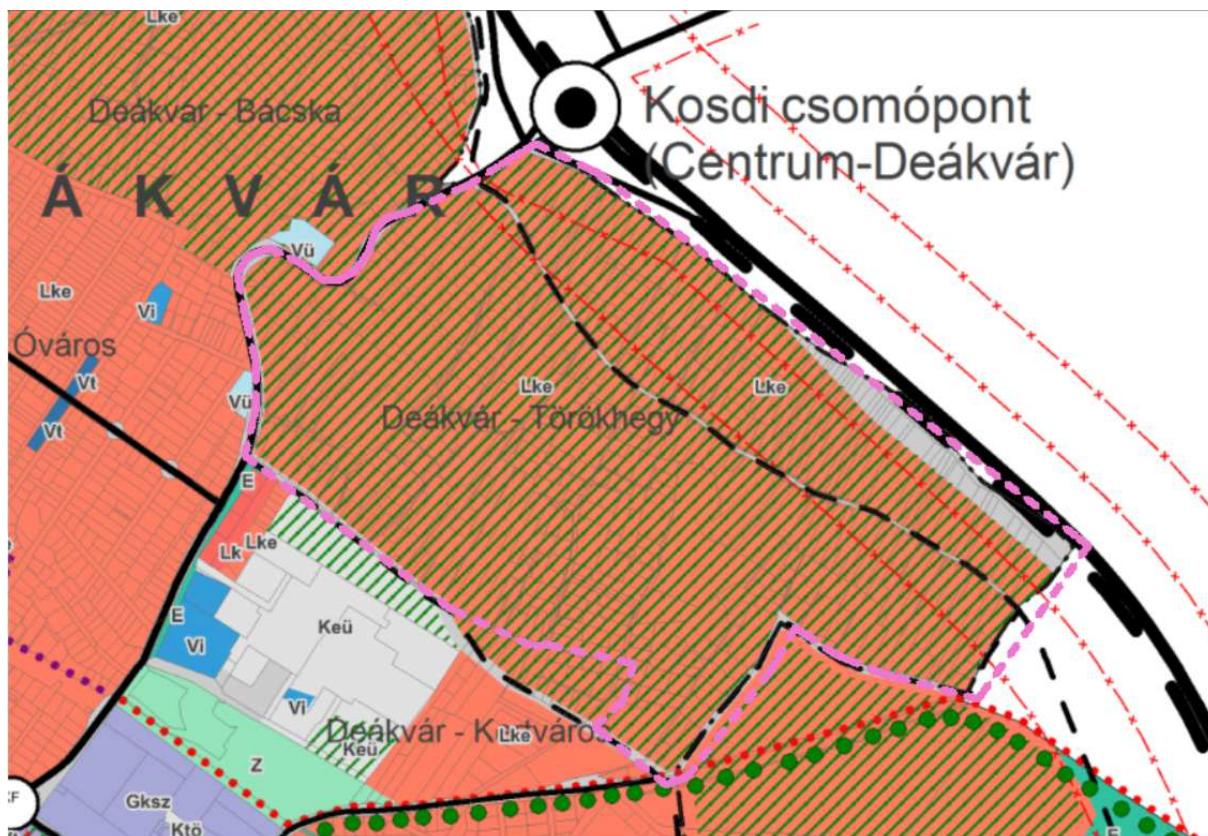 Lke
Deákvár - Bácska
Kosdi csomópont
(Centrum-Deákvár)
Á K V Á R
Vü
Lke
Vi
Óváros
Vt
Vü
Vt
Lke
Lke
Deákvár - Törökhegy
E
Lk
Lke
E
Vi
Keü
Vi
Deákvár - Kertváros
Lke
Keü
Z
Gksz
Ktö
KF
E